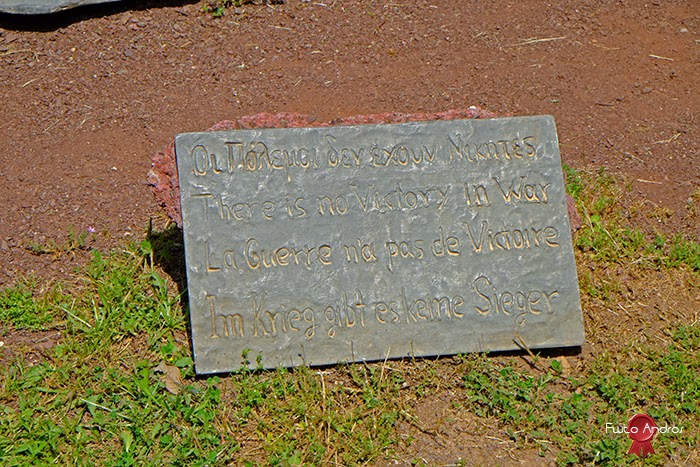 Οι Πόλεμοι δεν έχουν Νικητές
There is no Victory In War
La Guerre n'a pas de Victoire
Im Krieg gibt es keine Sieger
Fwto Andros